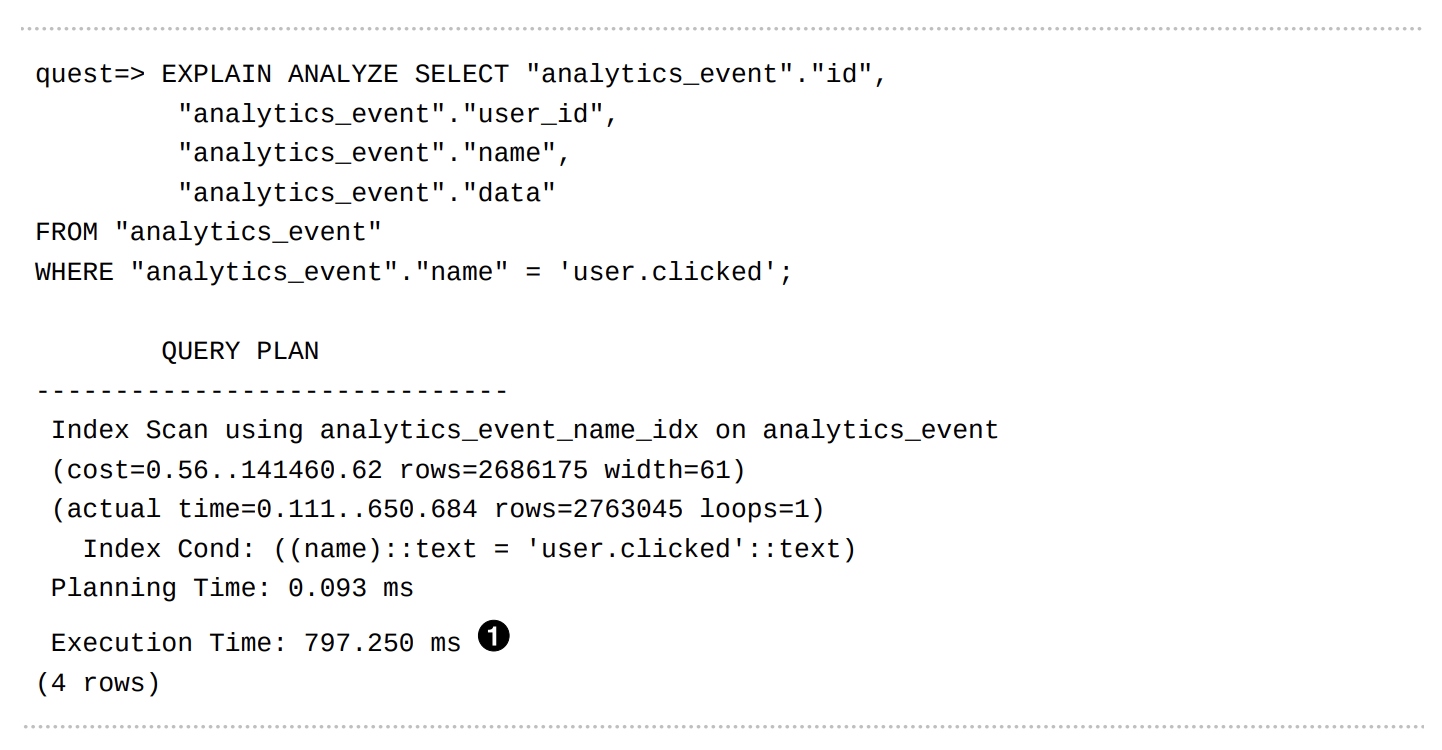 quest=> EXPLAIN ANALYZE SELECT "analytics_event"."id",
"analytics_event"."user_id",
"analytics_event"."name",
"analytics_event"."data"
FROM "analytics_event"
WHERE "analytics_event"."name" = 'user.clicked';
QUERY PLAN
------------------------------
Index Scan using analytics_event_name_idx on analytics_event
(cost=0.56..141460.62 rows=2686175 width=61)
(actual time=0.111..650.684 rows=2763045 loops=1)
Index Cond: ((name)::text = 'user.clicked'::text)
Planning Time: 0.093 ms
Execution Time: 797.250 ms ❶
(4 rows)